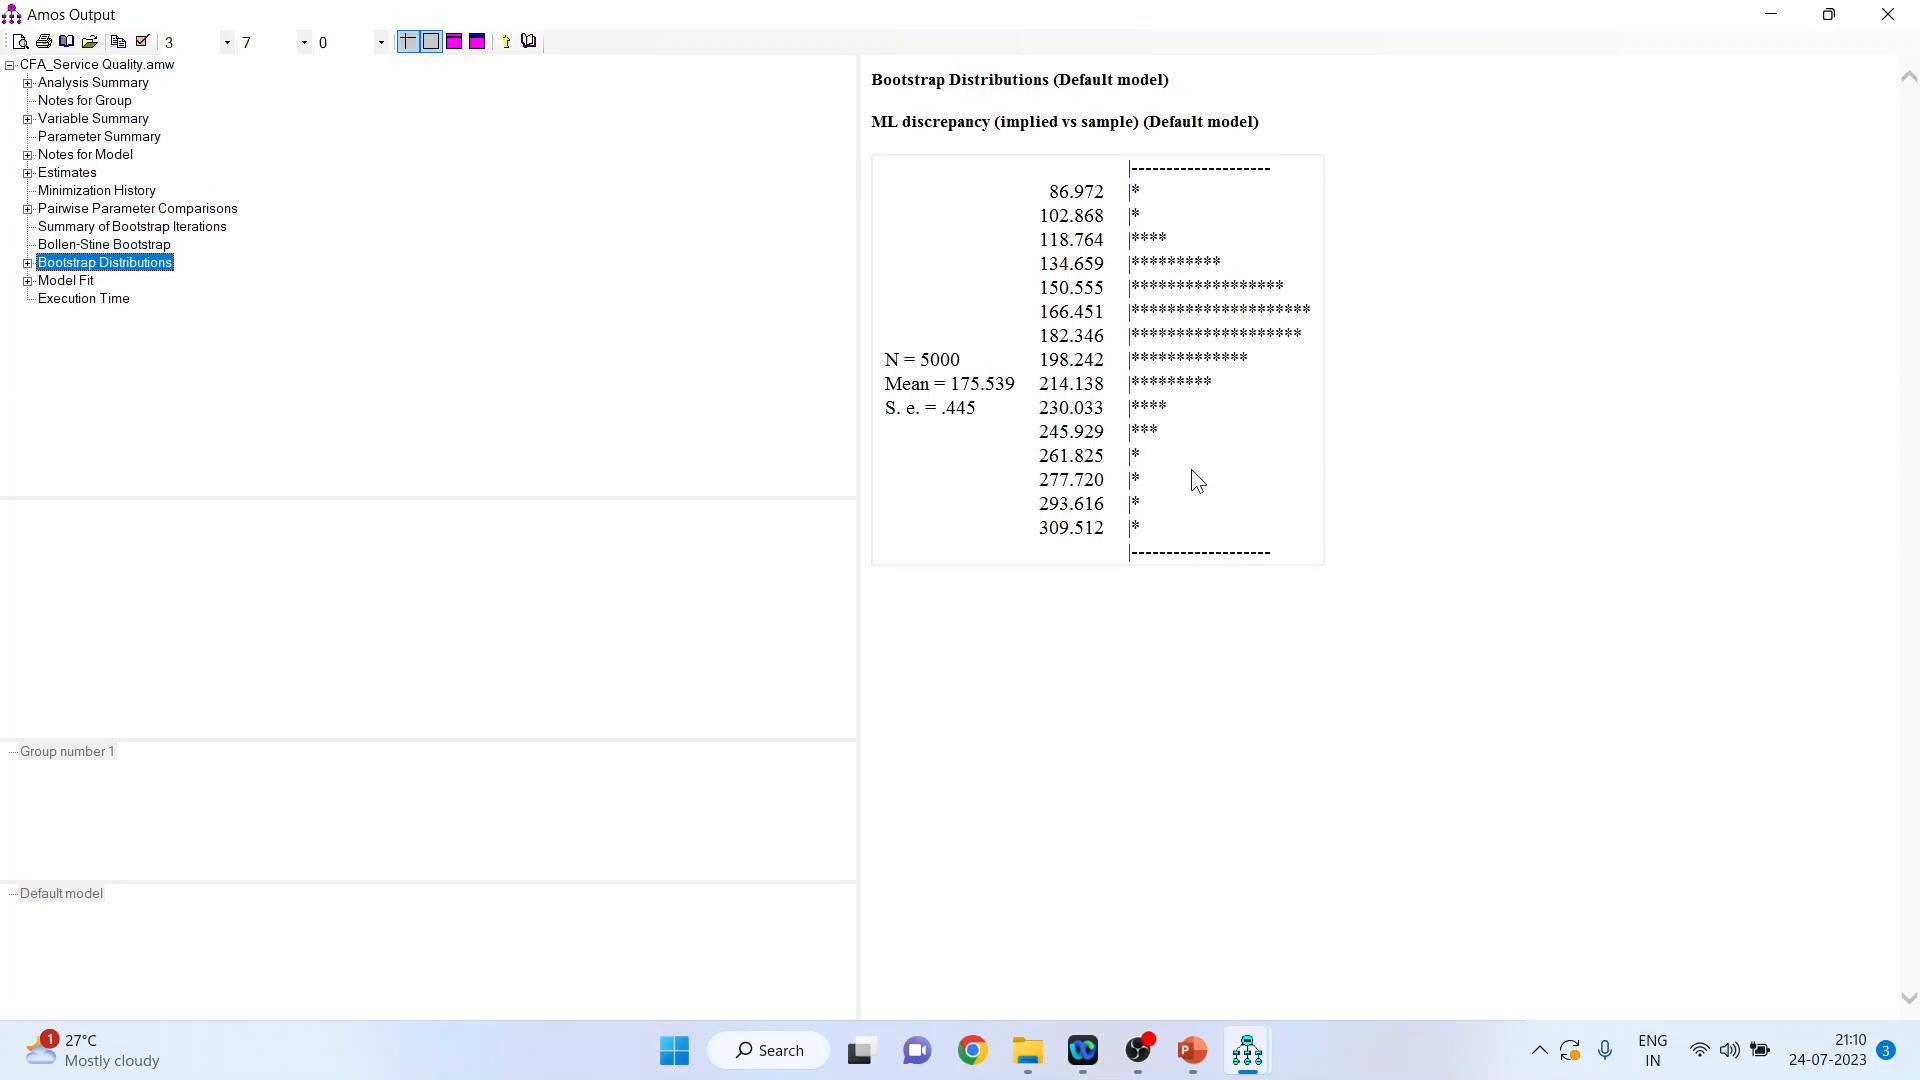 Amos Output
3 7 0
CFA_Service Quality.amw
Analysis Summary
Notes for Group
Variable Summary
Parameter Summary
Notes for Model
Estimates
Minimization History
Pairwise Parameter Comparisons
Summary of Bootstrap Iterations
Bollen-Stine Bootstrap
Bootstrap Distributions
Model Fit
Execution Time
Group number 1
Default model
Bootstrap Distributions (Default model)
ML discrepancy (implied vs sample) (Default model)
|--------------------
86.972 |*
102.868 |*
118.764 |****
134.659 |**********
150.555 |*****************
166.451 |********************
182.346 |*******************
N = 5000 198.242 |*************
Mean = 175.539 214.138 |*********
S. e. = .445 230.033 |****
245.929 |***
261.825 |*
277.720 |*
293.616 |*
309.512 |*
|--------------------
1
27°C
Mostly cloudy
Search
P
ENG
IN
21:10
24-07-2023
3